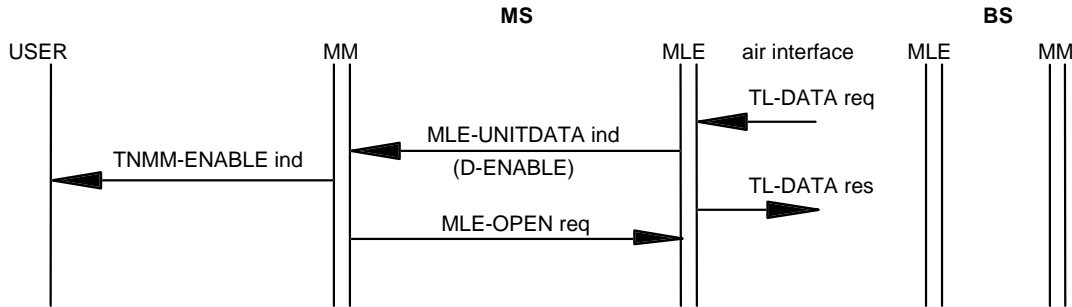 MS BS
USER MM MLE air interface MLE MM
TL-DATA req
MLE-UNITDATA ind
TNMM-ENABLE ind (D-ENABLE)
TL-DATA res
MLE-OPEN req